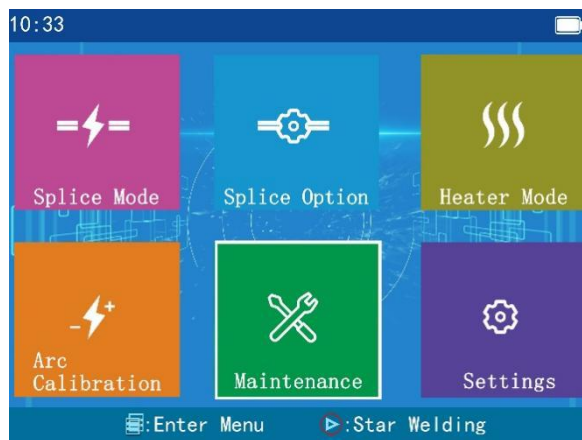 10:33
Splice Mode
Splice Option
Heater Mode
Arc
Calibration
Maintenance
Settings
:Enter Menu :Star Welding